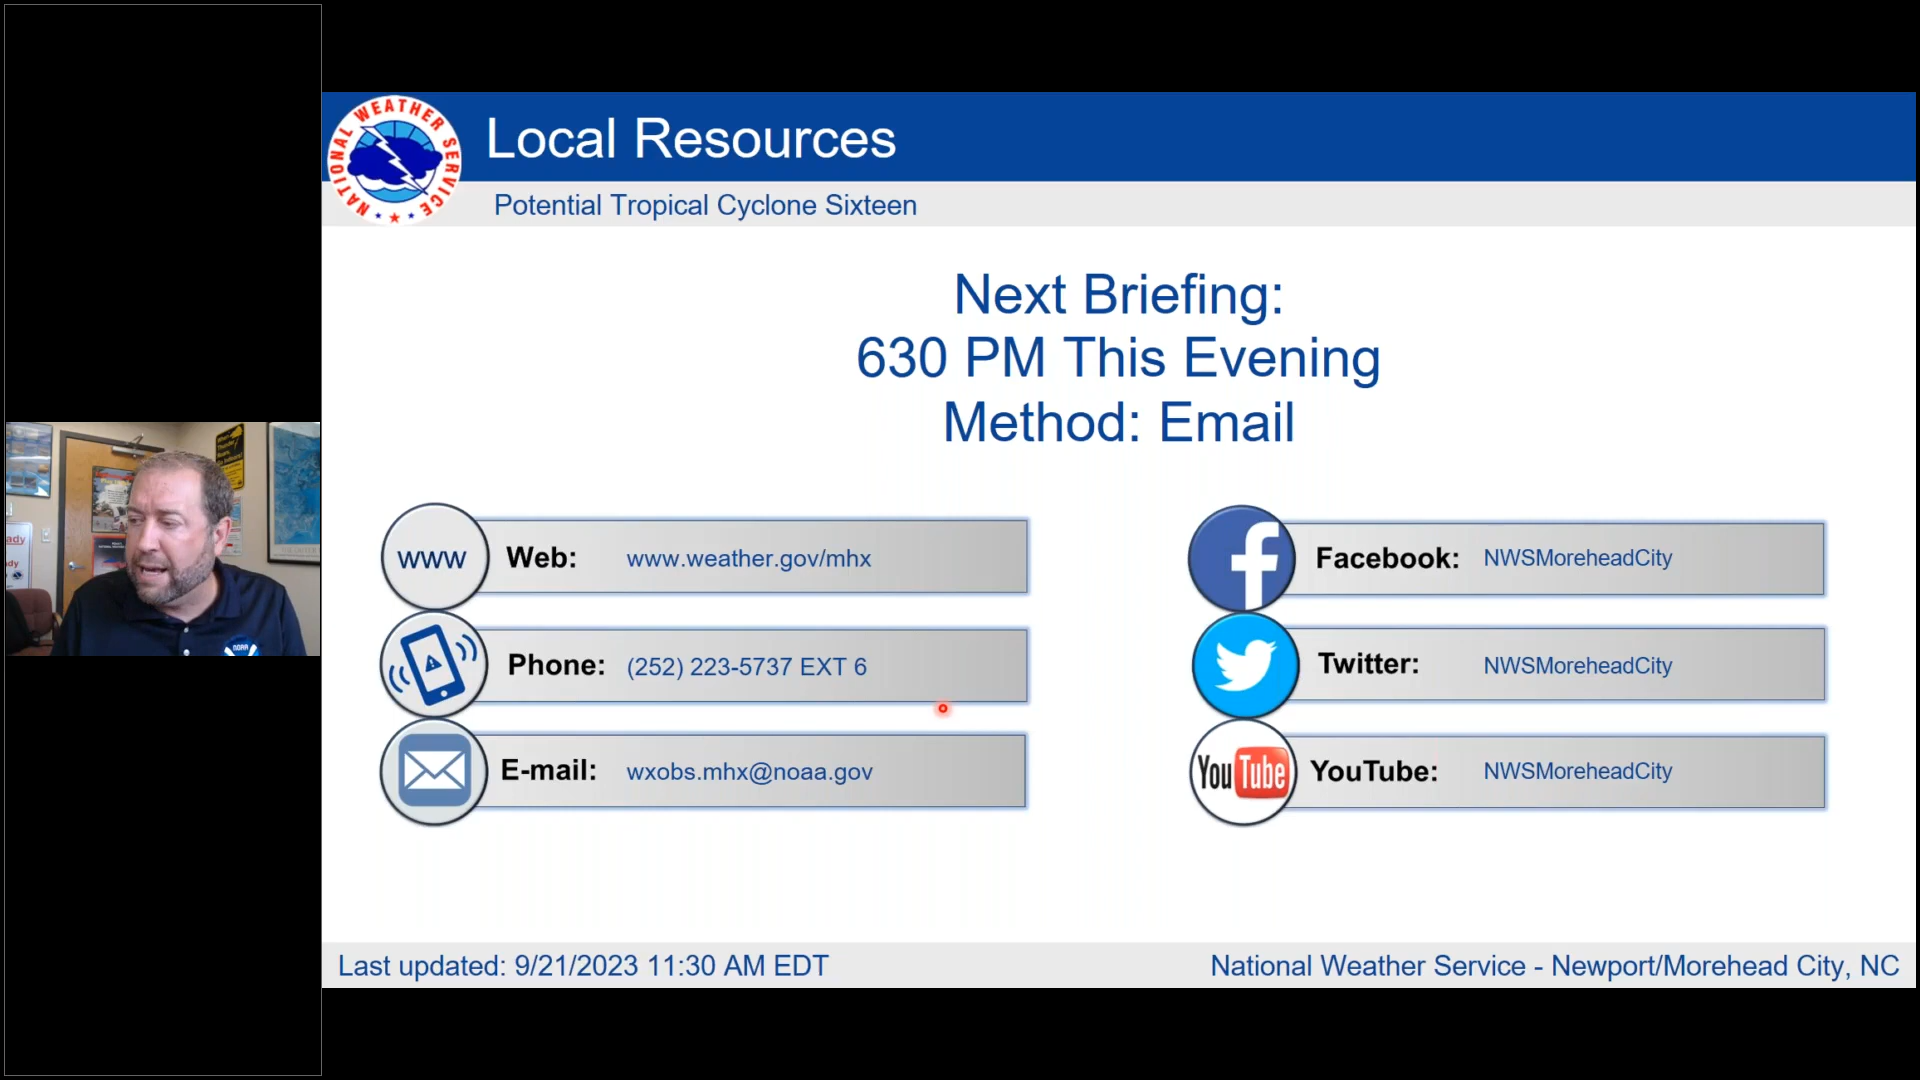 NATIONAL WEATHER SERVICE
Local Resources
Potential Tropical Cyclone Sixteen
Next Briefing:
630 PM This Evening
Method: Email
www
Web: www.weather.gov/mhx
Phone: (252) 223-5737 EXT 6
E-mail: wxobs.mhx@noaa.gov
f
Facebook: NWSMoreheadCity
Twitter: NWSMoreheadCity
YouTube
YouTube: NWSMoreheadCity
NOAA
Last updated: 9/21/2023 11:30 AM EDT
National Weather Service - Newport/Morehead City, NC